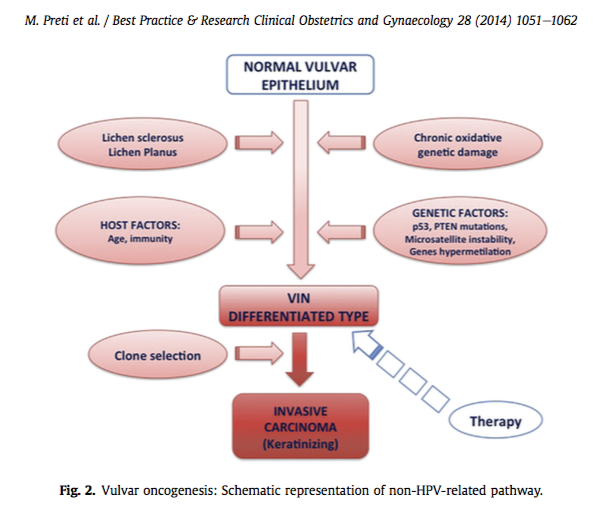 M. Preti et al. / Best Practice & Research Clinical Obstetrics and Gynaecology 28 (2014) 1051–1062
NORMAL VULVAR
EPITHELIUM
Lichen sclerosus
Lichen Planus
Chronic oxidative
genetic damage
HOST FACTORS:
Age, immunity
GENETIC FACTORS:
p53, PTEN mutations,
Microsatellite instability,
Genes hypermetilation
VIN
DIFFERENTIATED TYPE
Clone selection
INVASIVE
CARCINOMA
(Keratinizing)
Therapy
Fig. 2. Vulvar oncogenesis: Schematic representation of non-HPV-related pathway.